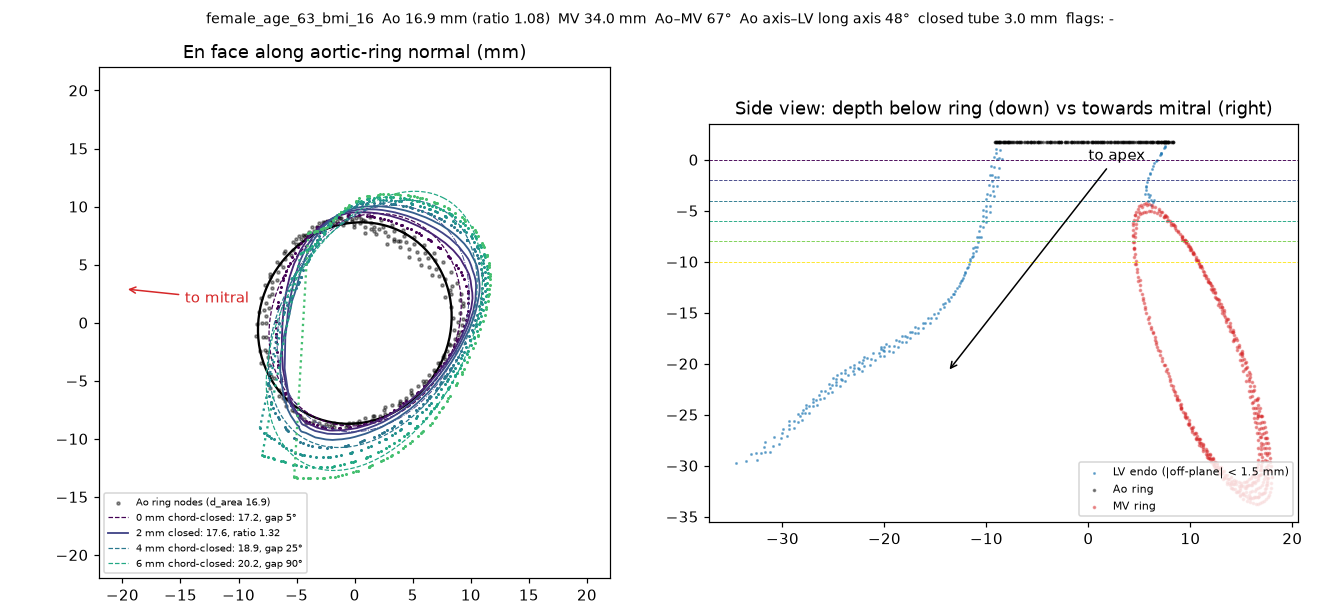 female_age_63_bmi_16  Ao 16.9 mm (ratio 1.08)  MV 34.0 mm  Ao–MV 67°  Ao axis–LV long axis 48°  closed tube 3.0 mm  flags: -
En face along aortic-ring normal (mm)
20
15
10
5
0
−5
−10
−15
−20
to mitral
Ao ring nodes (d_area 16.9)
0 mm chord-closed: 17.2, gap 5°
2 mm closed: 17.6, ratio 1.32
4 mm chord-closed: 18.9, gap 25°
6 mm chord-closed: 20.2, gap 90°
−20 −15 −10 −5 0 5 10 15 20
Side view: depth below ring (down) vs towards mitral (right)
0
−5
−10
−15
−20
−25
−30
−35
to apex
LV endo (|off-plane| < 1.5 mm)
Ao ring
MV ring
−30 −20 −10 0 10 20